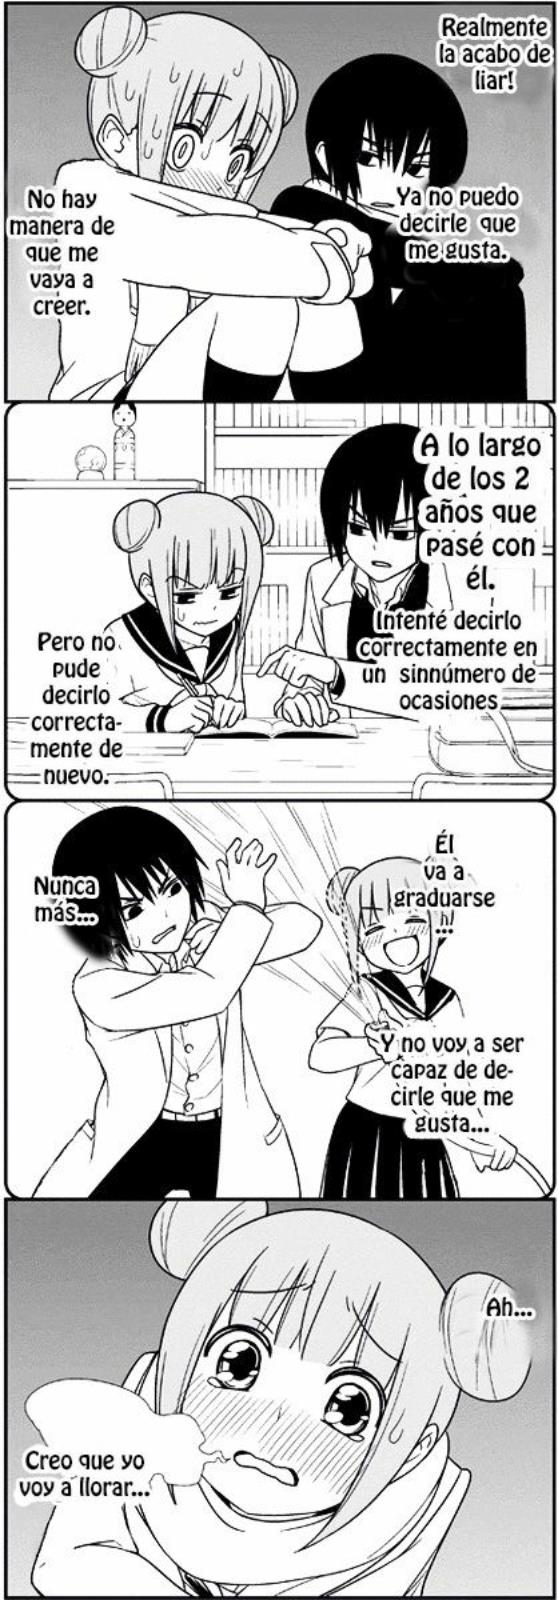 Realmente
la acabo de
liar!
No hay
manera de
que me
vaya a
creer.
Ya no puedo
decirle que
me gusta.
A lo largo
de los 2
años que
pasé con
él.
Intenté decirlo
correctamente en
un sinnúmero de
ocasiones
Pero no
pude
decirlo
correcta-
mente de
nuevo.
Él
va a
graduarse
...
Nunca
más...
Y no voy a ser
capaz de de-
cirle que me
gusta...
Ah...
Creo que yo
voy a llorar...